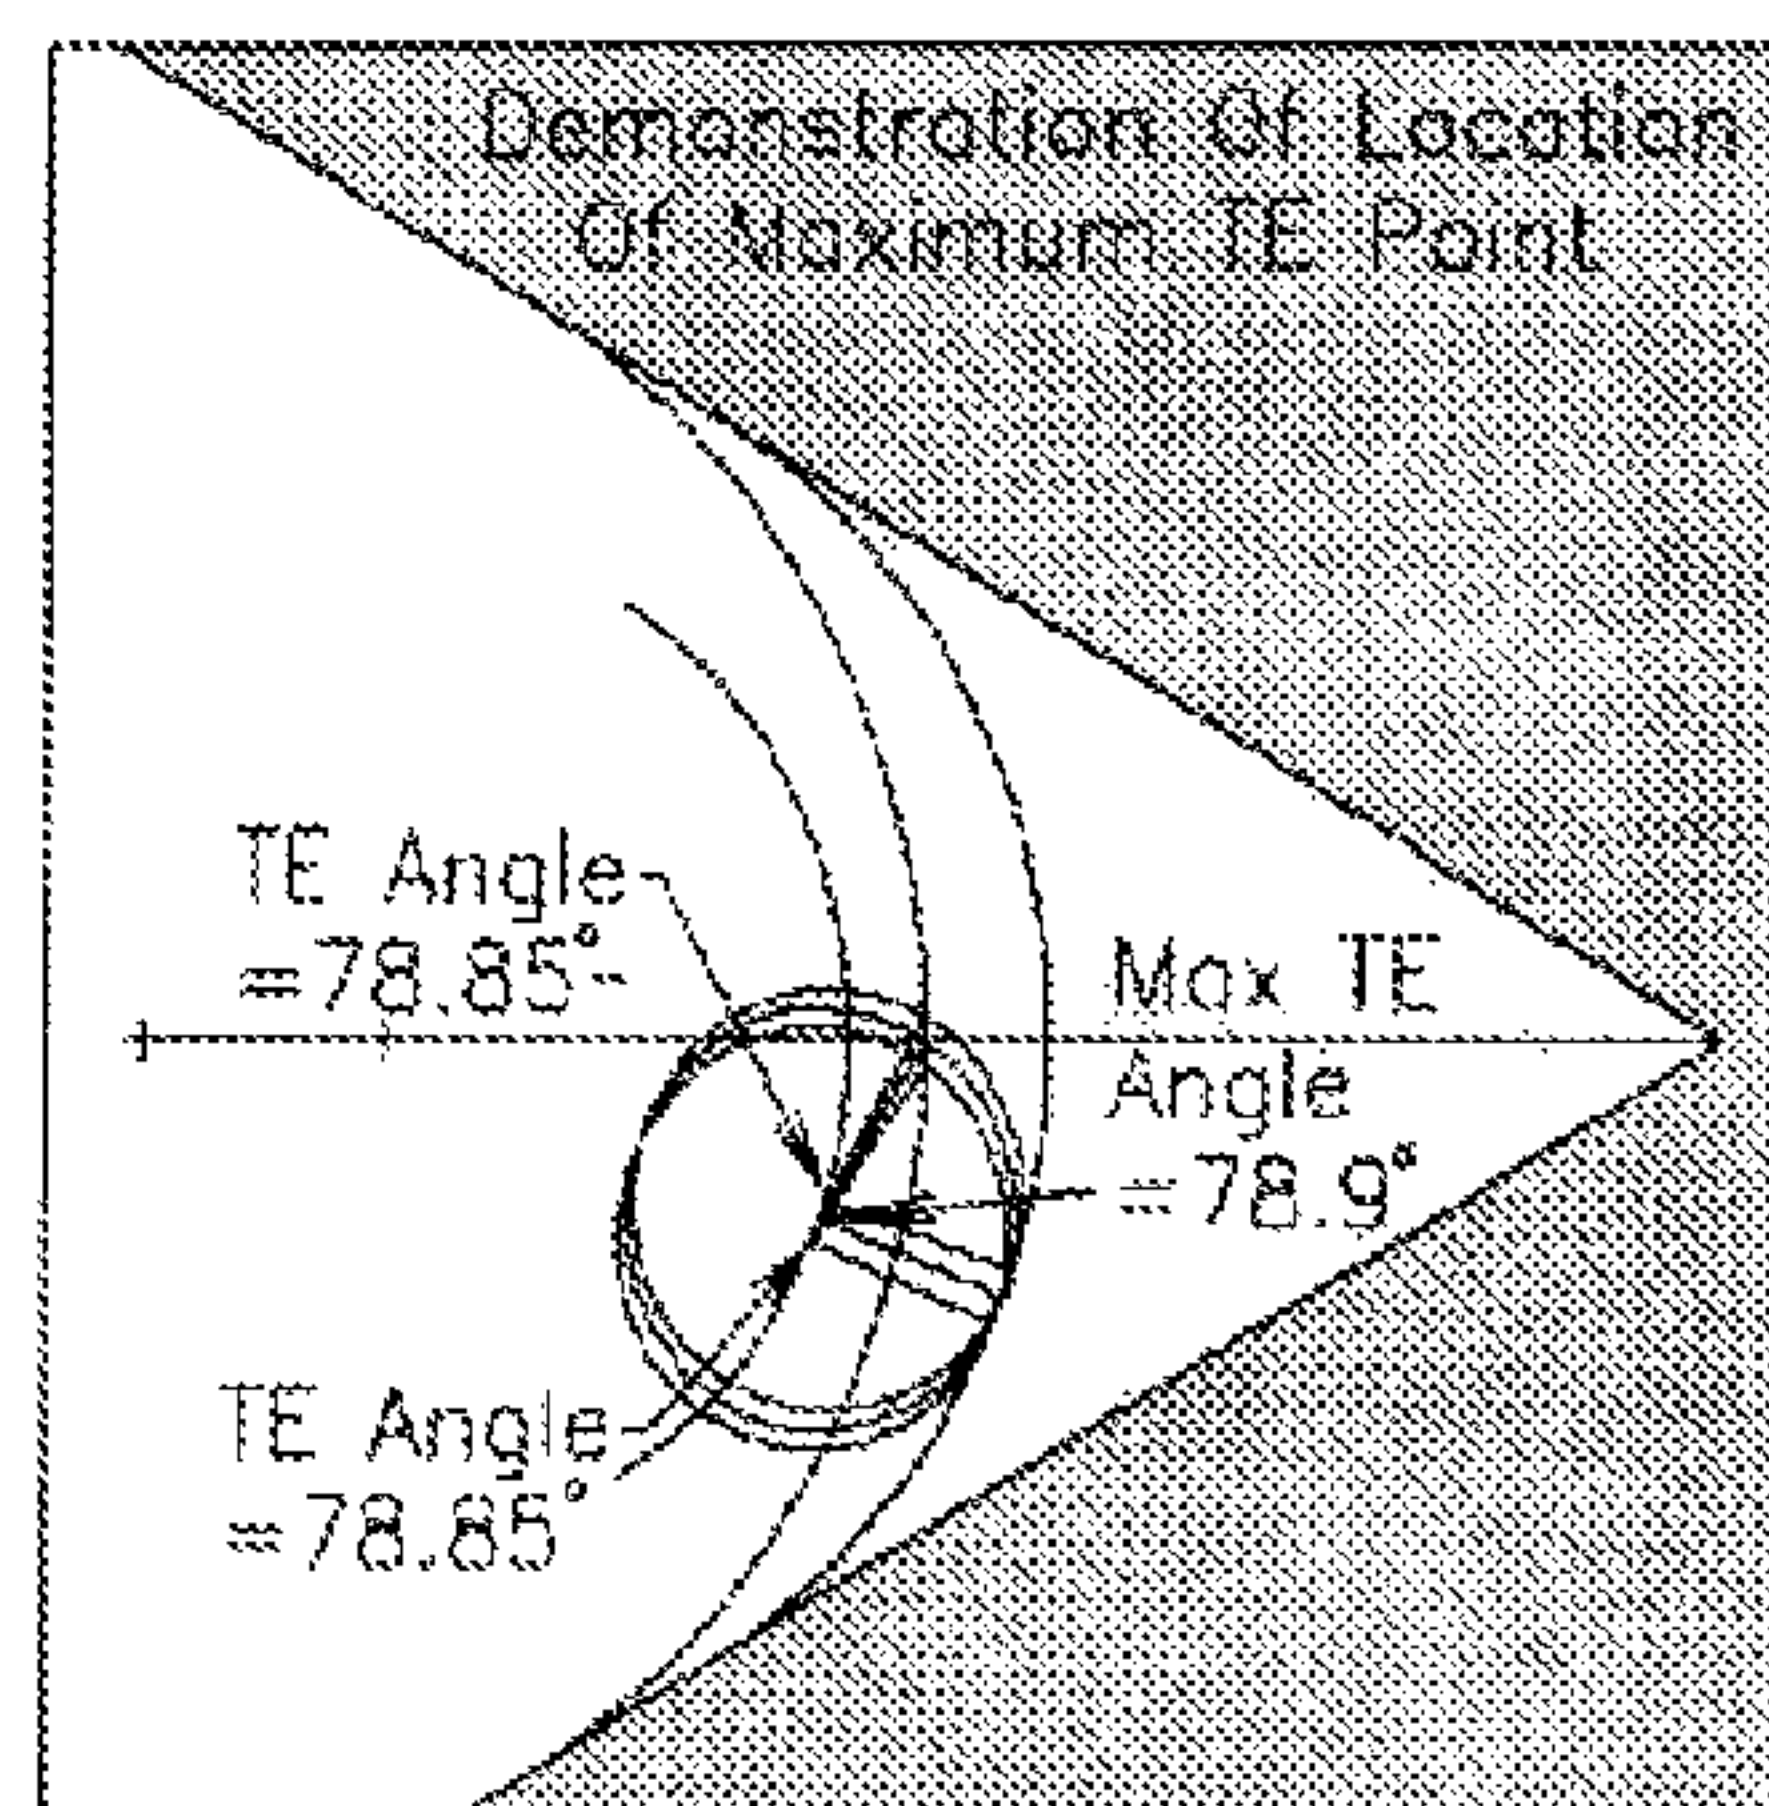 Demonstration Of Location
Of Maximum TE Point
TE Angle
=78.85°
Max TE
Angle
=78.9°
TE Angle
=78.85°